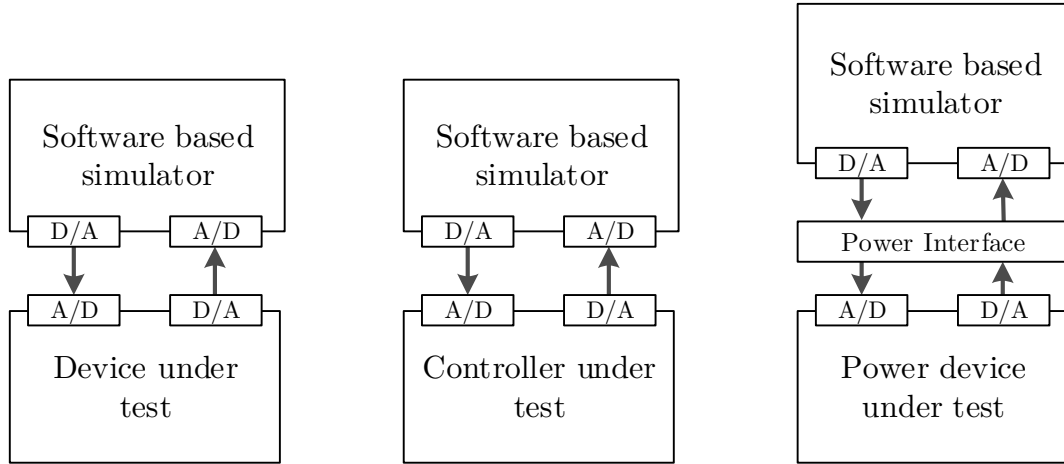 Software based
simulator
D/A
A/D
A/D
D/A
Device under
test
Software based
simulator
D/A
A/D
A/D
D/A
Controller under
test
Software based
simulator
D/A
A/D
Power Interface
A/D
D/A
Power device
under test